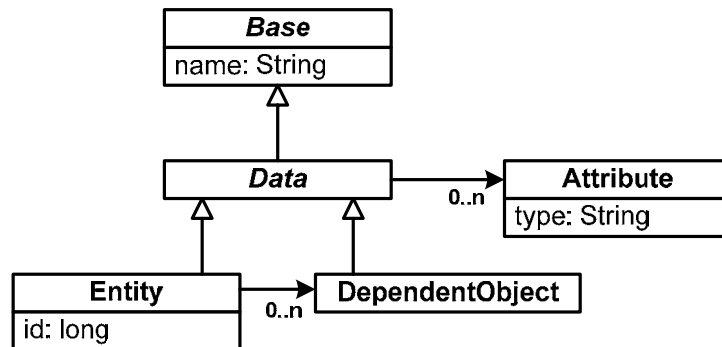 Base
name: String
Data
Attribute
0..n
type: String
Entity
DependentObject
0..n
id: long